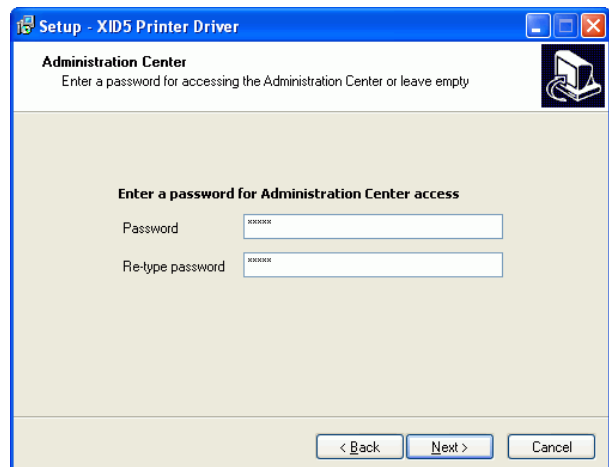 Setup - XID5 Printer Driver
Administration Center
Enter a password for accessing the Administration Center or leave empty
Enter a password for Administration Center access
Password
*****
Re-type password
*****
< Back Next > Cancel